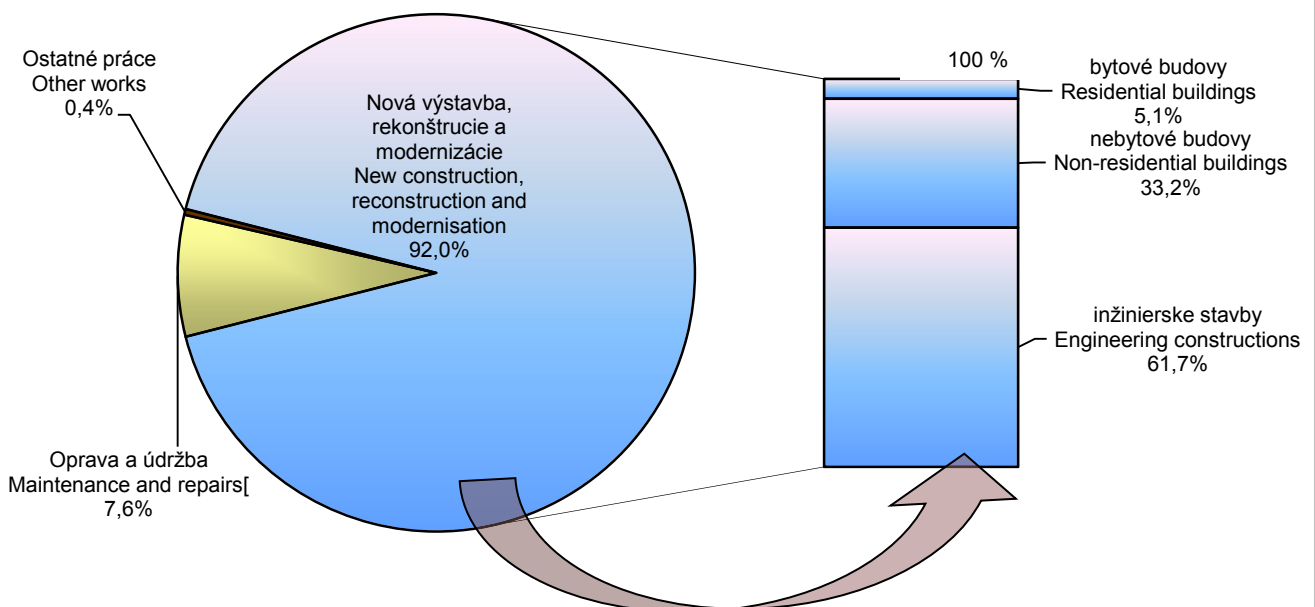 Ostatné práce
Other works
0,4%
Nová výstavba,
rekonštrucie a
modernizácie
New construction,
reconstruction and
modernisation
92,0%
Oprava a údržba
Maintenance and repairs[
7,6%
100 %
bytové budovy
Residential buildings
5,1%
nebytové budovy
Non-residential buildings
33,2%
inžinierske stavby
Engineering constructions
61,7%